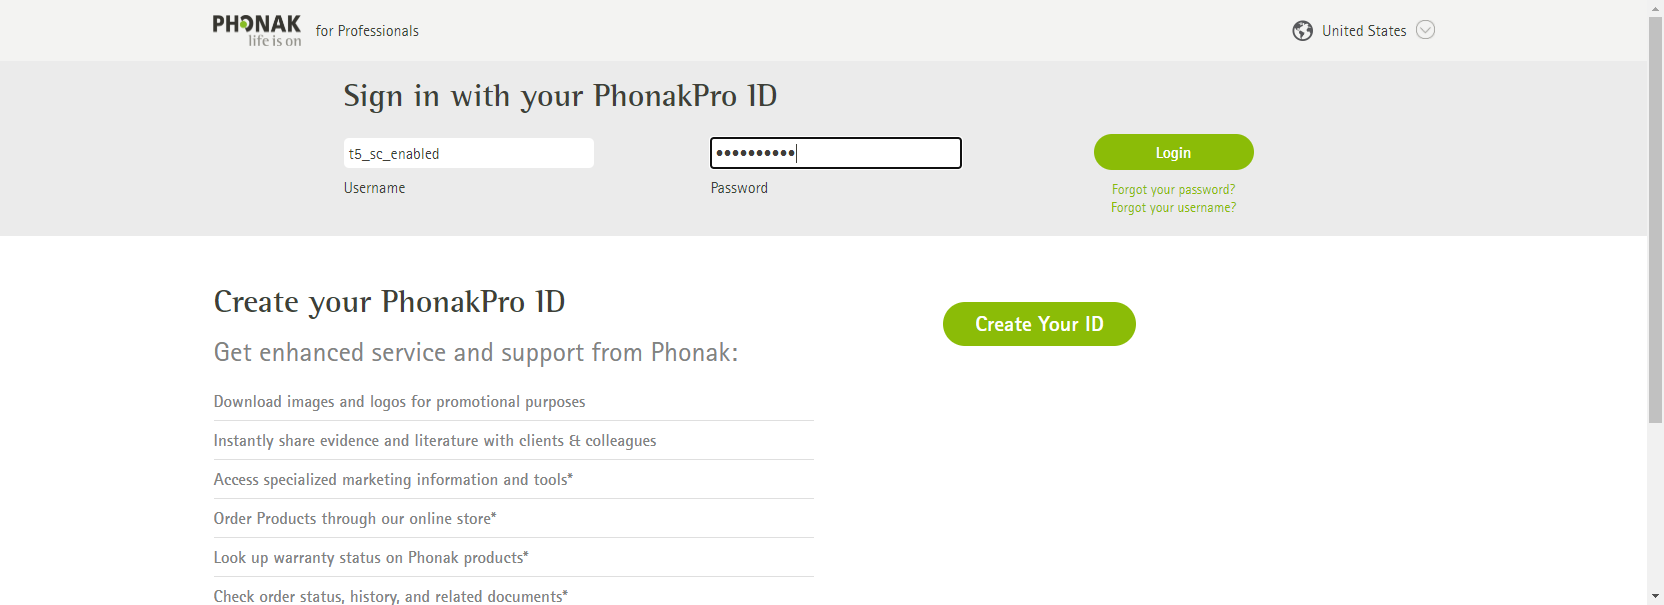 PHONAK
life is on
for Professionals
United States
Sign in with your PhonakPro ID
t5_sc_enabled
••••••••••
Login
Username
Password
Forgot your password?
Forgot your username?
Create your PhonakPro ID
Create Your ID
Get enhanced service and support from Phonak:
Download images and logos for promotional purposes
Instantly share evidence and literature with clients & colleagues
Access specialized marketing information and tools*
Order Products through our online store*
Look up warranty status on Phonak products*
Check order status, history, and related documents*